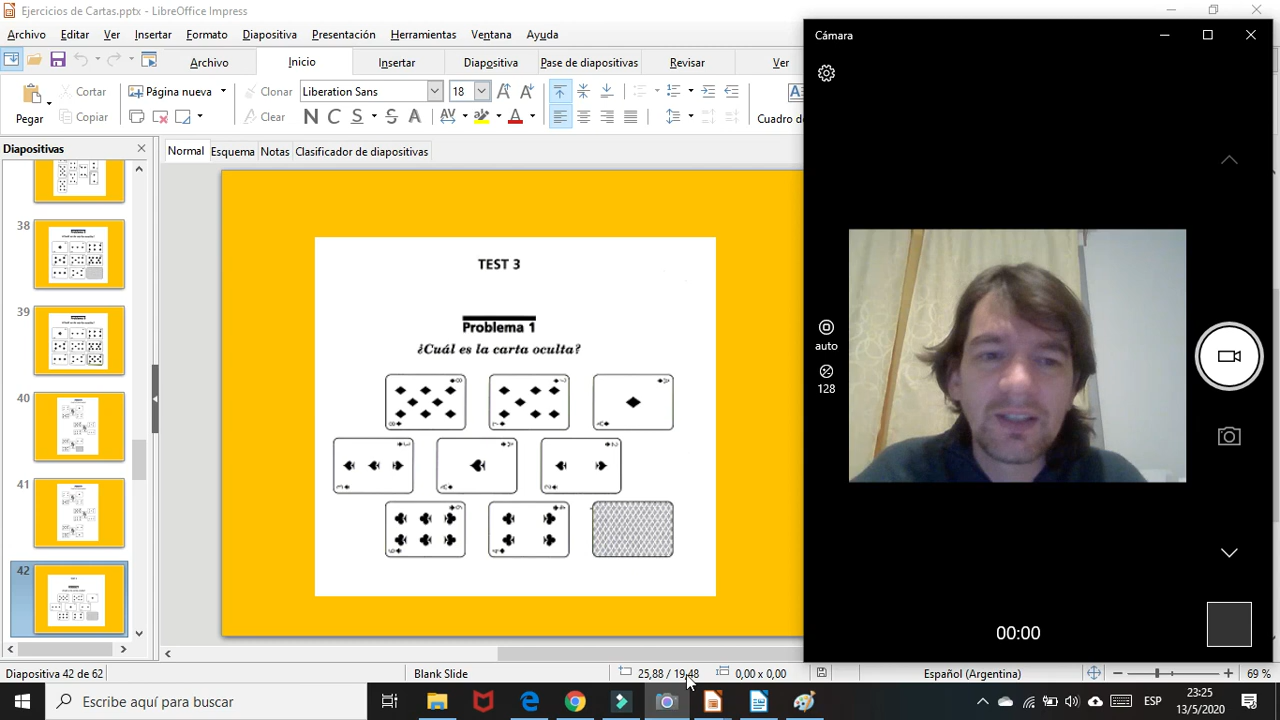 Ejercicios de Cartas.pptx - LibreOffice Impress
Archivo Editar Ver Insertar Formato Diapositiva Presentación Herramientas Ventana Ayuda
Archivo Inicio Insertar Diapositiva Pase de diapositivas Revisar Ver
Pegar Cortar Copiar Página nueva Clonar Clear Liberation Sans 18 Cuadro de
Diapositivas
Normal Esquema Notas Clasificador de diapositivas
38
39
40
41
42
TEST 3
Problema 1
¿Cuál es la carta oculta?
Cámara
auto
128
00:00
Diapositiva 42 de 62 Blank Slide 25,88 / 19,48 0,00 x 0,00 Español (Argentina) 69 %
Escribe aquí para buscar
ESP
23:25
13/5/2020